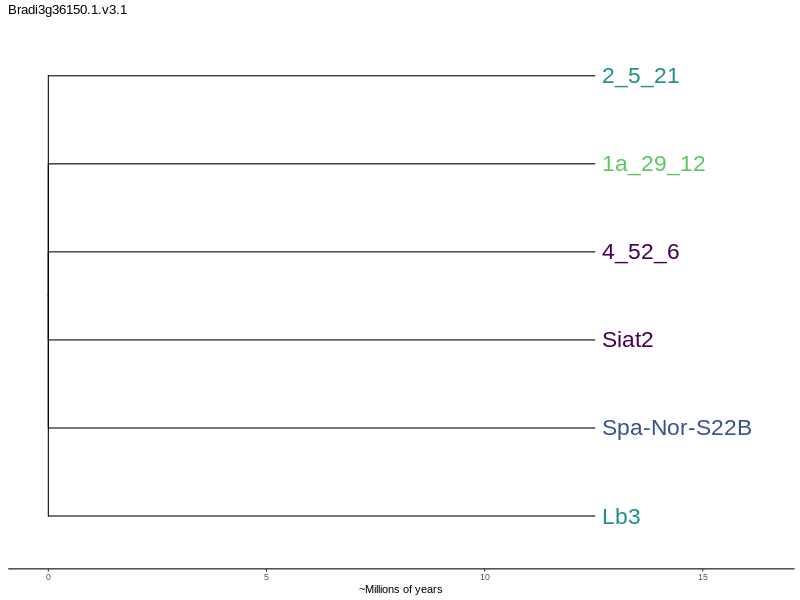 Bradi3g36150.1.v3.1
2_5_21
1a_29_12
4_52_6
Siat2
Spa-Nor-S22B
Lb3
0 5 10 15
~Millions of years